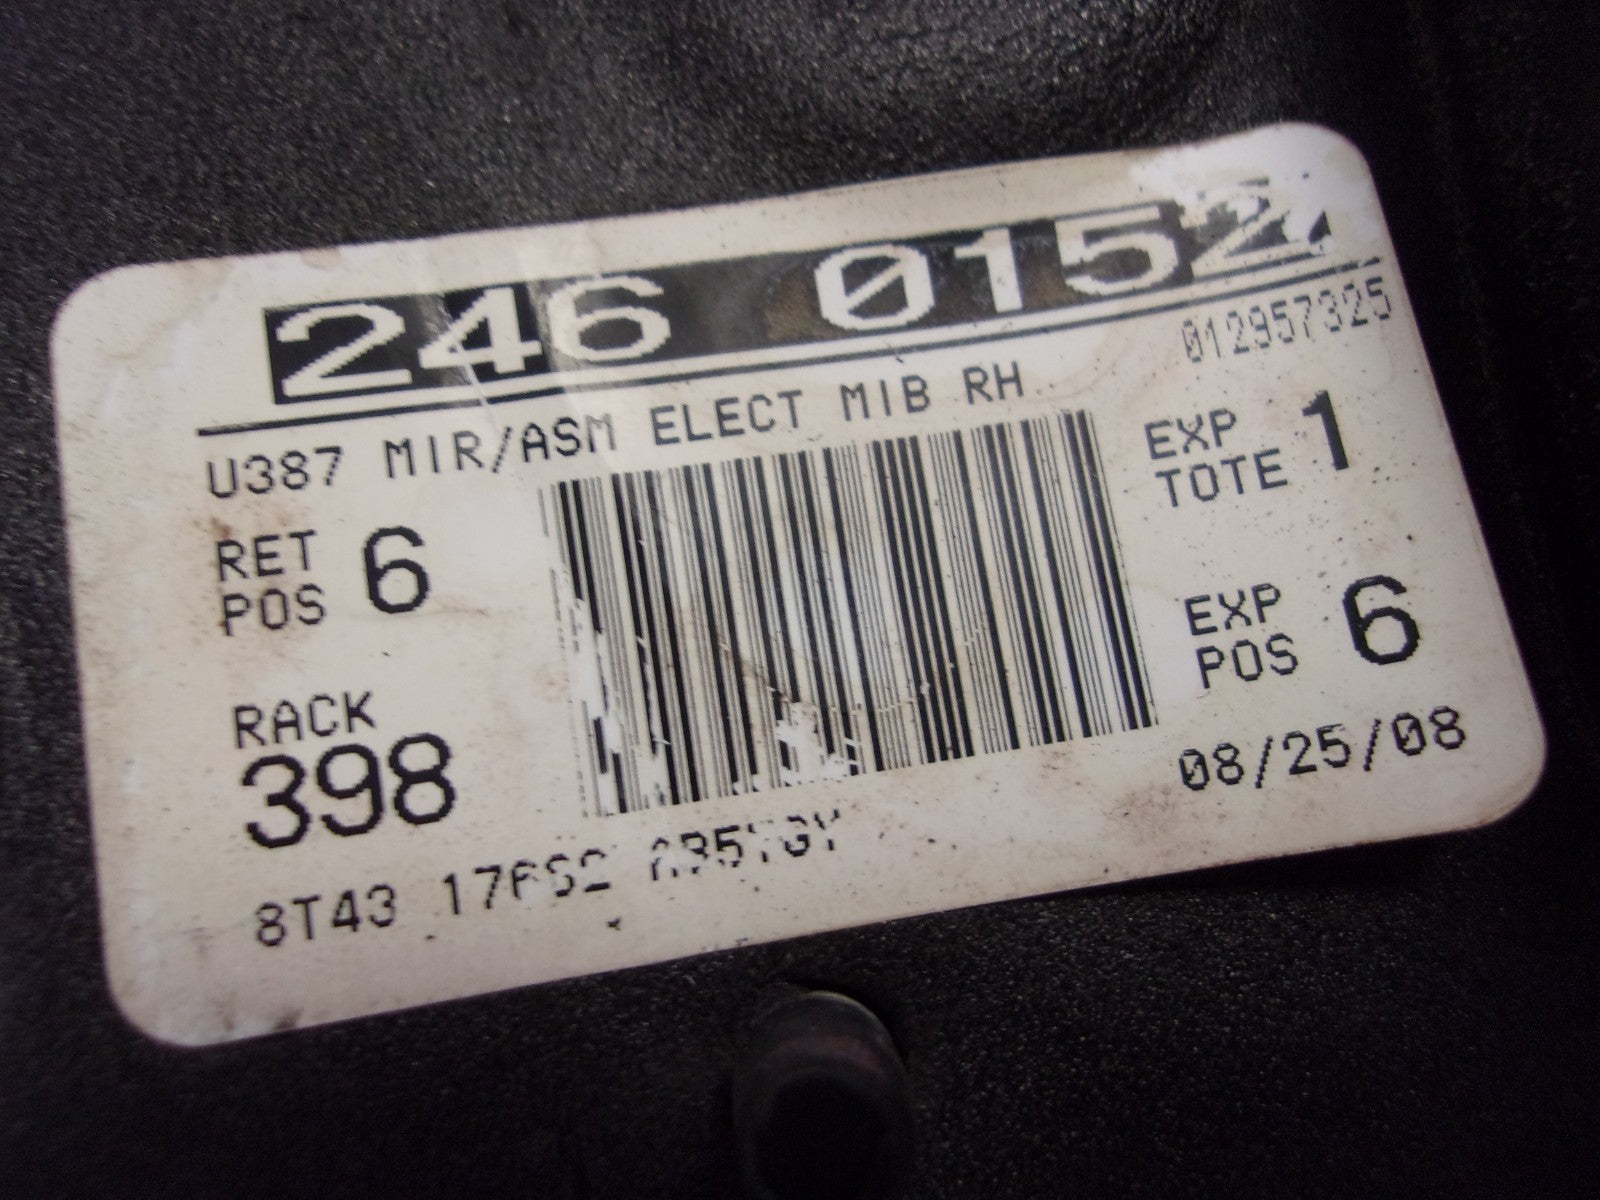 246 0152
012957325
U387 MIR/ASM ELECT MIB RH
RET POS 6
EXP TOTE 1
RACK 398
EXP POS 6
08/25/08
8T43